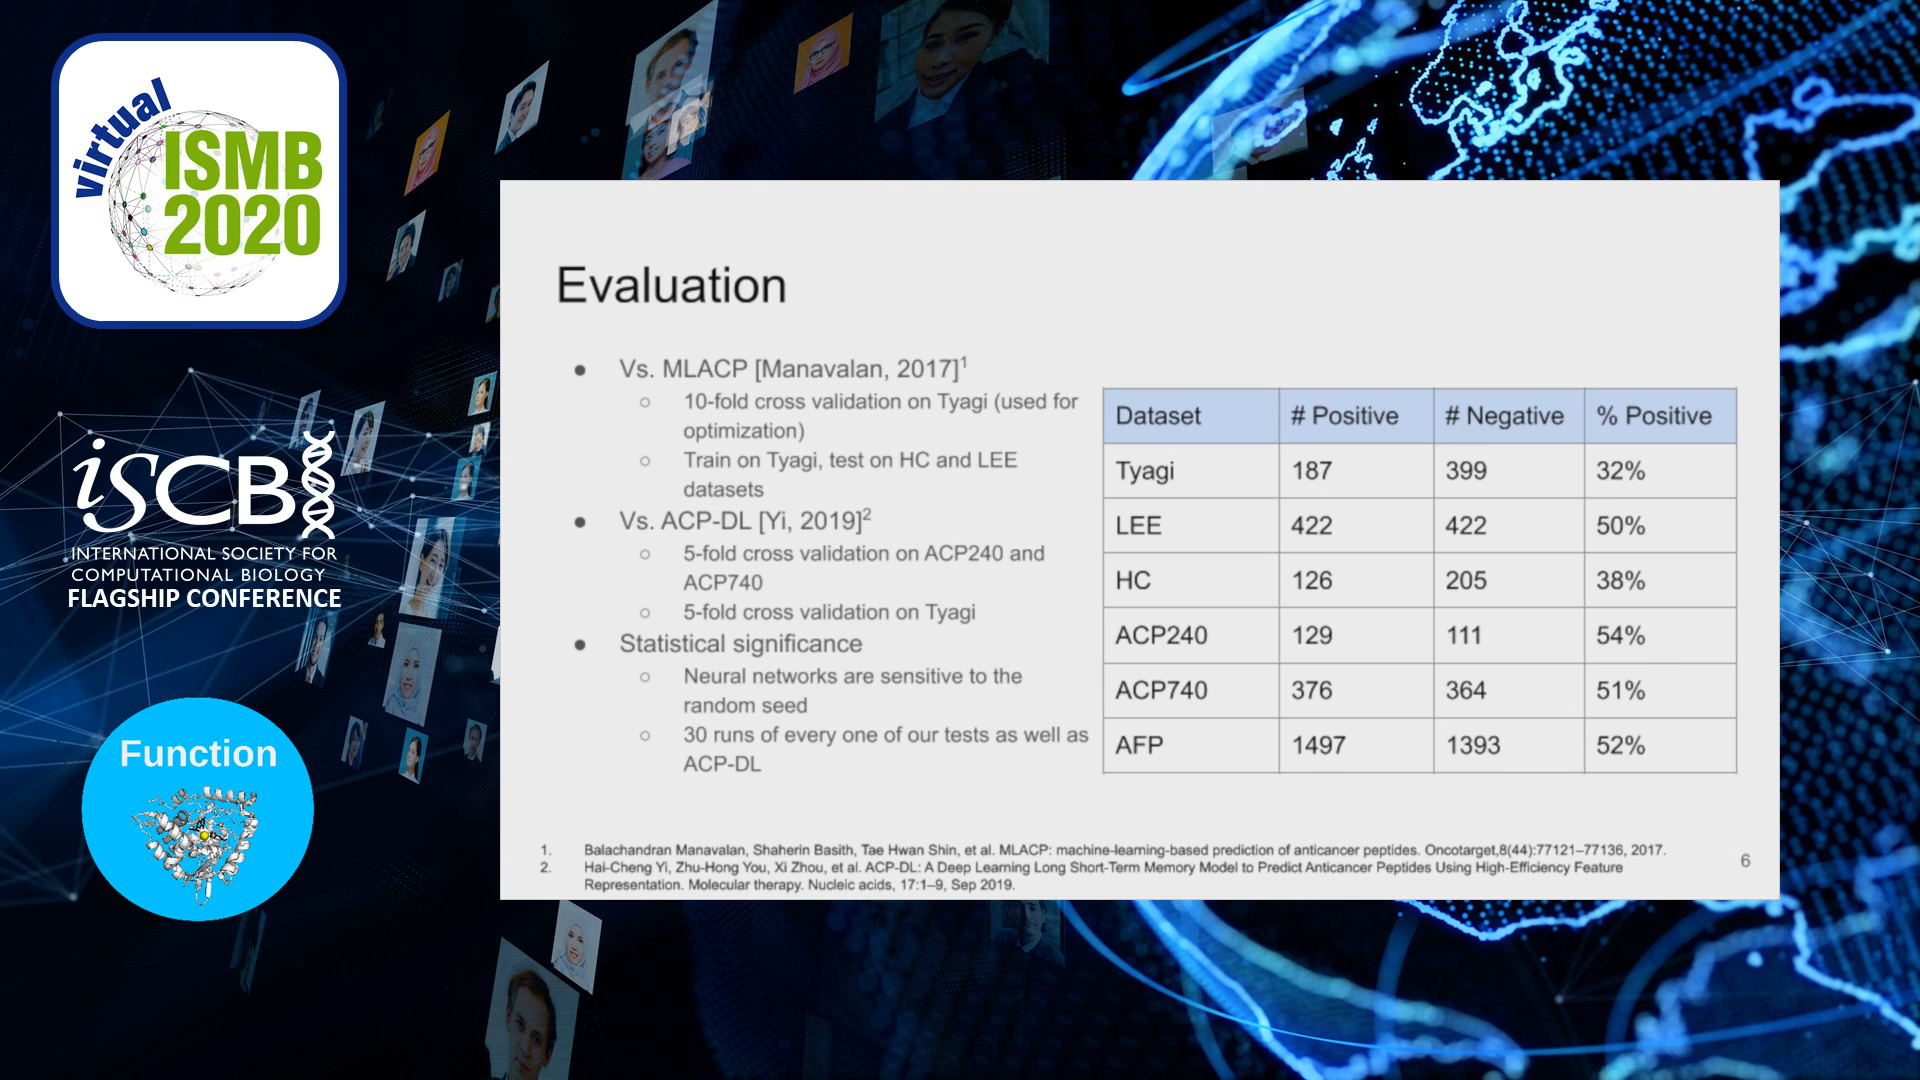 virtual
ISMB
2020
iSCB
INTERNATIONAL SOCIETY FOR
COMPUTATIONAL BIOLOGY
FLAGSHIP CONFERENCE
Function
Evaluation
● Vs. MLACP [Manavalan, 2017]¹
○ 10-fold cross validation on Tyagi (used for
optimization)
○ Train on Tyagi, test on HC and LEE
datasets
● Vs. ACP-DL [Yi, 2019]²
○ 5-fold cross validation on ACP240 and
ACP740
○ 5-fold cross validation on Tyagi
● Statistical significance
○ Neural networks are sensitive to the
random seed
○ 30 runs of every one of our tests as well as
ACP-DL
Dataset # Positive # Negative % Positive
Tyagi 187 399 32%
LEE 422 422 50%
HC 126 205 38%
ACP240 129 111 54%
ACP740 376 364 51%
AFP 1497 1393 52%
1. Balachandran Manavalan, Shaherin Basith, Tae Hwan Shin, et al. MLACP: machine-learning-based prediction of anticancer peptides. Oncotarget,8(44):77121–77136, 2017.
2. Hai-Cheng Yi, Zhu-Hong You, Xi Zhou, et al. ACP-DL: A Deep Learning Long Short-Term Memory Model to Predict Anticancer Peptides Using High-Efficiency Feature
Representation. Molecular therapy. Nucleic acids, 17:1–9, Sep 2019.
6